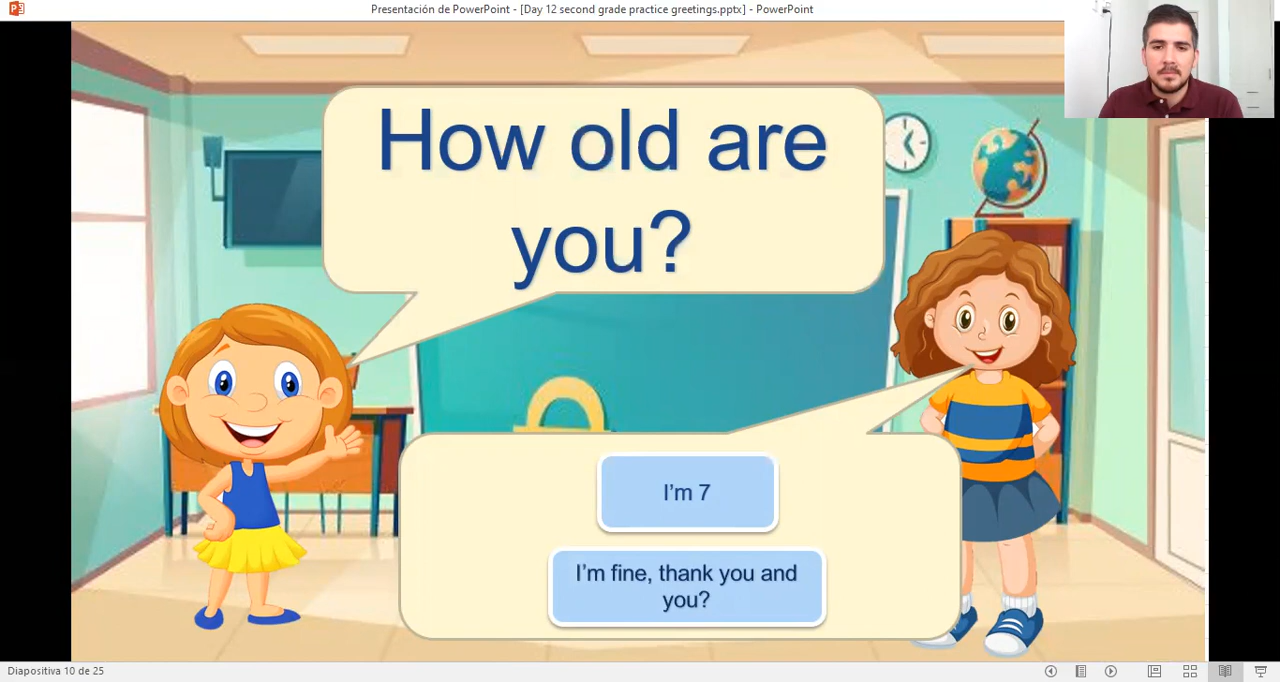 Presentación de PowerPoint - [Day 12 second grade practice greetings.pptx] - PowerPoint
How old are
you?
I'm 7
I'm fine, thank you and
you?
Diapositiva 10 de 25